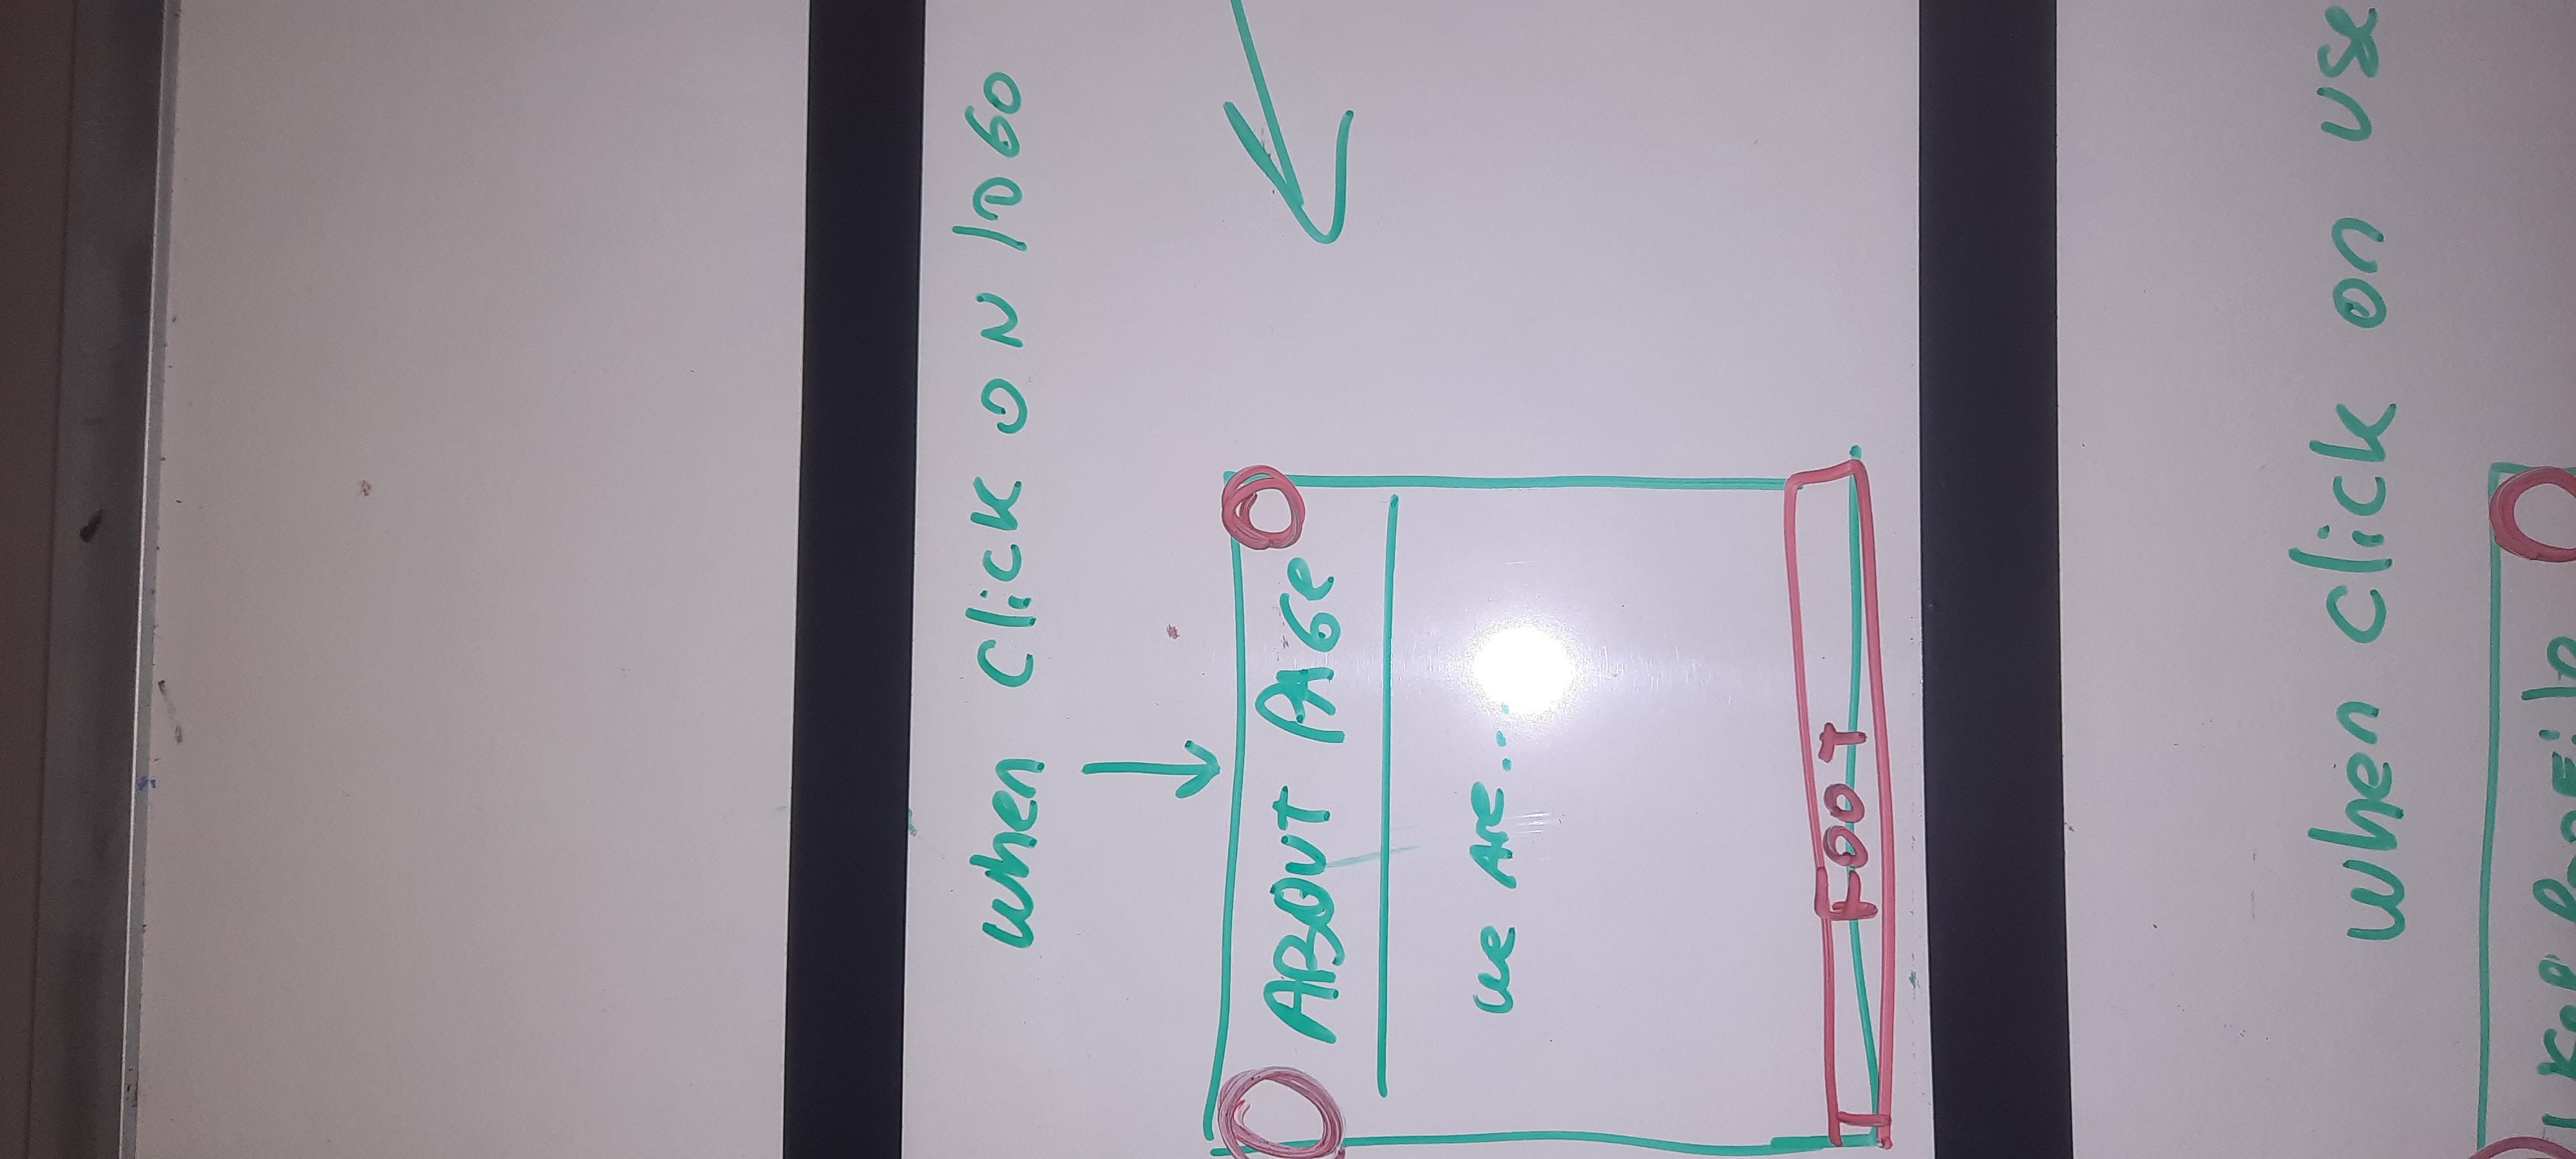 when click ON lOGO
ABOUT PAGe
we Are...
FOOT
when click on use
User Profile